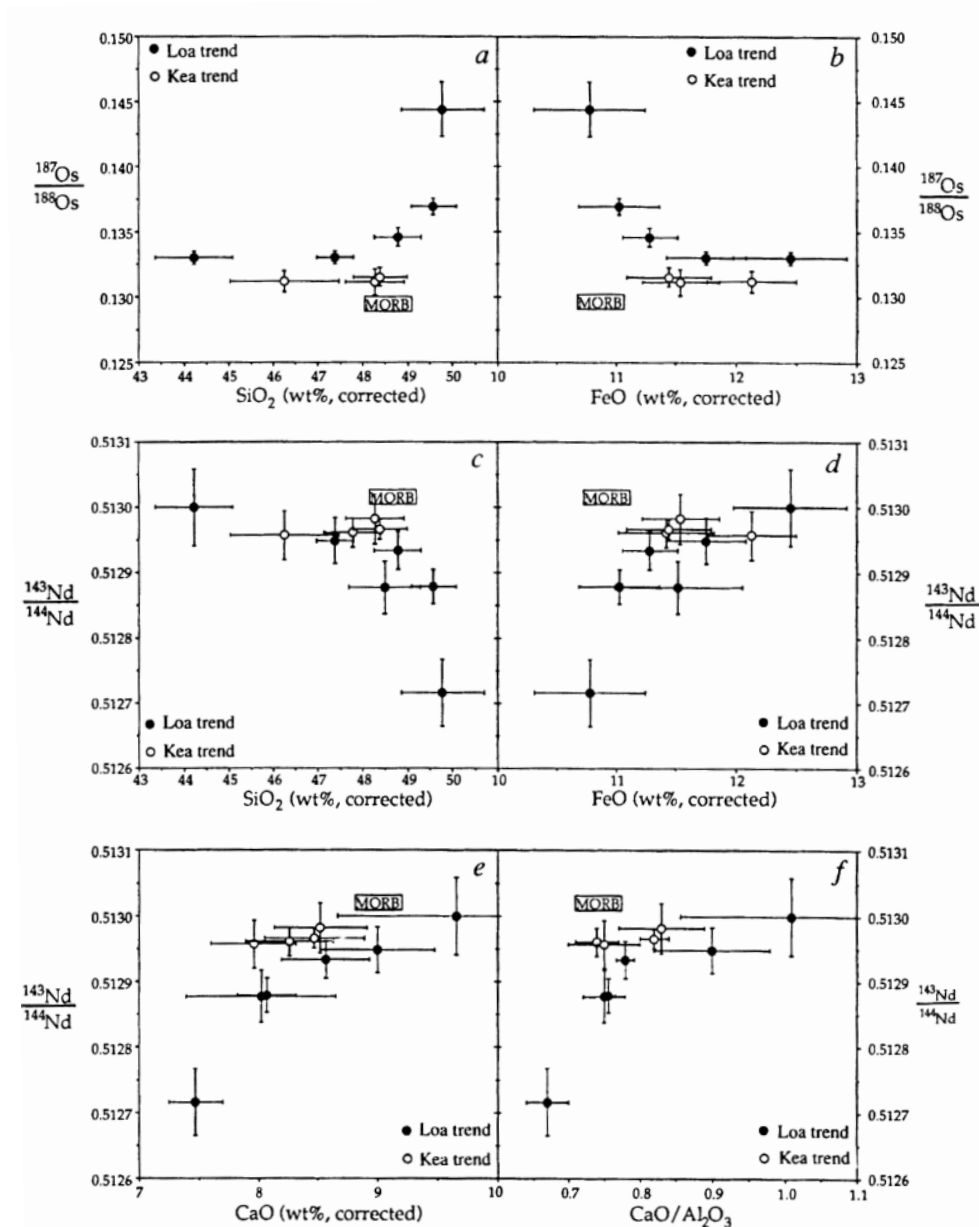 0.150
0.145
0.140
0.135
0.130
0.125
187Os
188Os
Loa trend
Kea trend
a
MORB
43 44 45 46 47 48 49 50
SiO2 (wt%, corrected)
Loa trend
Kea trend
b
MORB
10 11 12 13
FeO (wt%, corrected)
0.150
0.145
0.140
0.135
0.130
0.125
187Os
188Os
0.5131
0.5130
0.5129
0.5128
0.5127
0.5126
143Nd
144Nd
c
MORB
Loa trend
Kea trend
43 44 45 46 47 48 49 50
SiO2 (wt%, corrected)
d
MORB
Loa trend
Kea trend
10 11 12 13
FeO (wt%, corrected)
0.5131
0.5130
0.5129
0.5128
0.5127
0.5126
143Nd
144Nd
0.5131
0.5130
0.5129
0.5128
0.5127
0.5126
143Nd
144Nd
e
MORB
Loa trend
Kea trend
7 8 9 10
CaO (wt%, corrected)
f
MORB
Loa trend
Kea trend
0.7 0.8 0.9 1.0 1.1
CaO/Al2O3
0.5131
0.5130
0.5129
0.5128
0.5127
0.5126
143Nd
144Nd